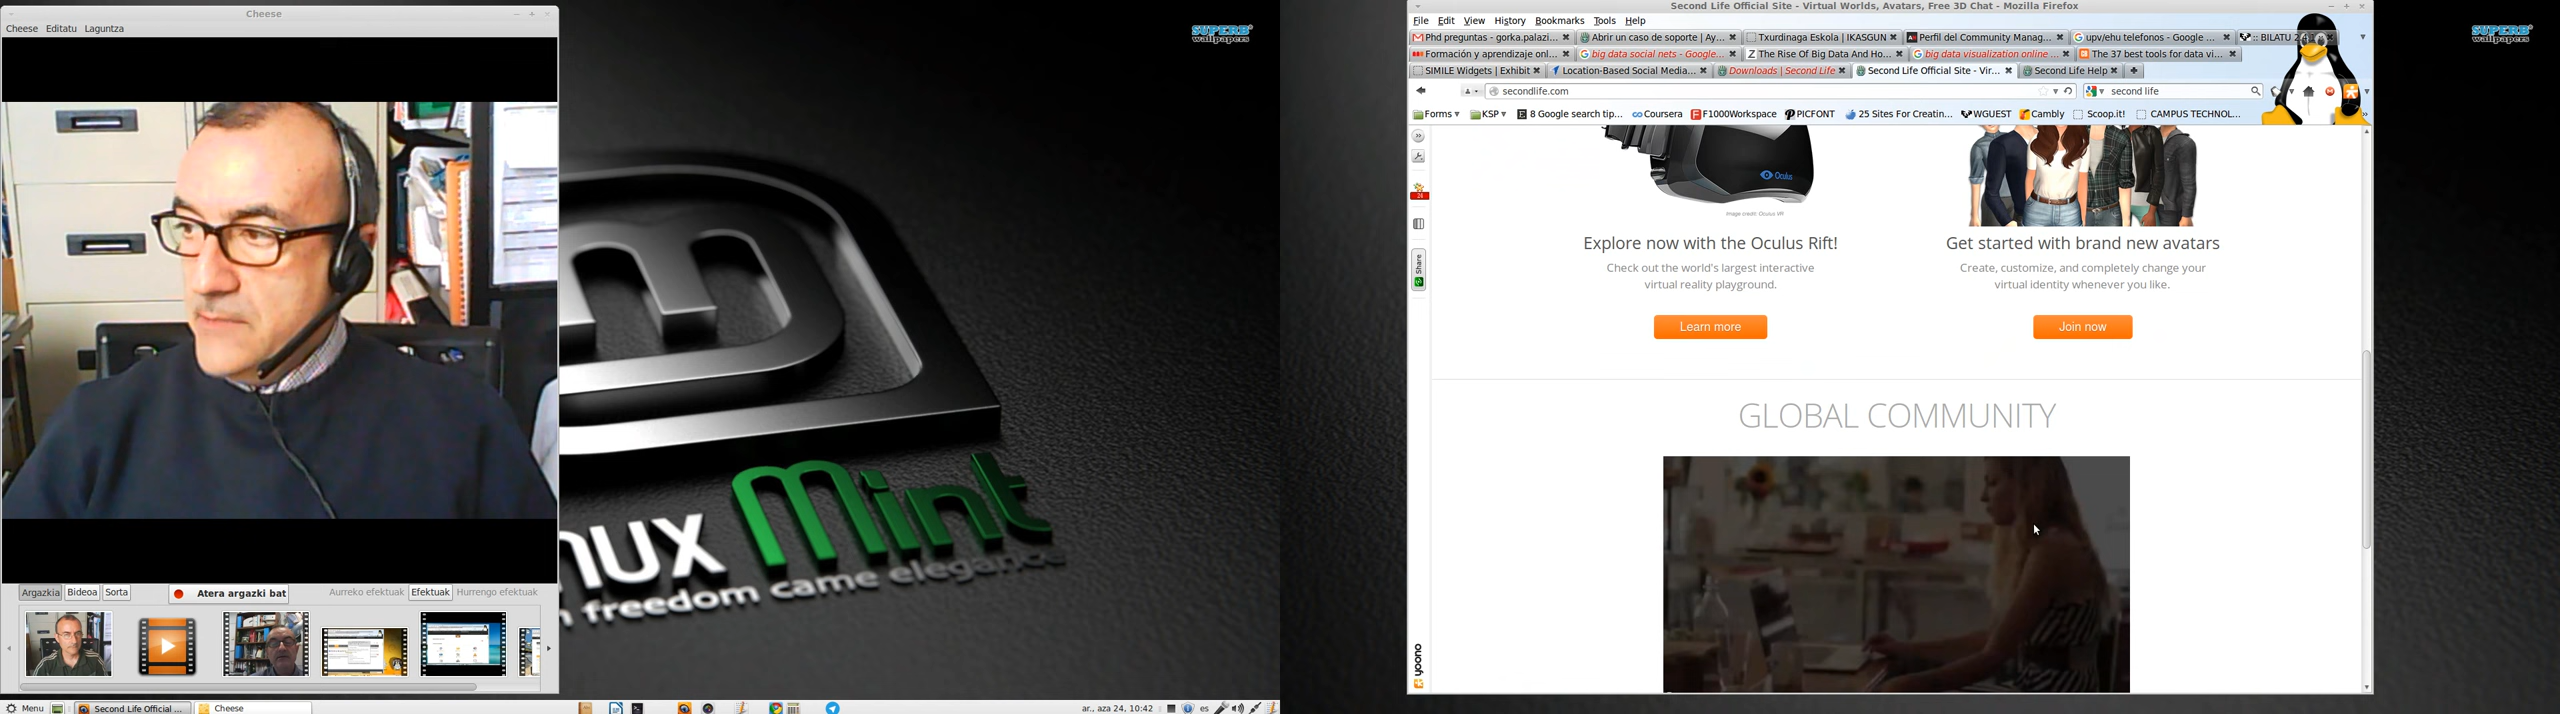 Cheese
Cheese Editatu Laguntza
Argazkia Bideoa Sorta Atera argazki bat Aurreko efektuak Efektuak Hurrengo efektuak
SUPERB wallpapers
Mint
freedom came elegance
Menu Second Life Official ... Cheese
ar., aza 24, 10:42 es
Second Life Official Site - Virtual Worlds, Avatars, Free 3D Chat - Mozilla Firefox
File Edit View History Bookmarks Tools Help
Phd preguntas - gorka.palazi... Abrir un caso de soporte | Ay... Txurdinaga Eskola | IKASGUN Perfil del Community Manag... upv/ehu telefonos - Google ... :: BILATU 2
Formación y aprendizaje onl... big data social nets - Google... The Rise Of Big Data And Ho... big data visualization online ... The 37 best tools for data vi...
SIMILE Widgets | Exhibit Location-Based Social Media... Downloads | Second Life Second Life Official Site - Vir... Second Life Help
secondlife.com second life
Forms KSP 8 Google search tip... Coursera F1000Workspace PICFONT 25 Sites For Creatin... WGUEST Cambly Scoop.it! CAMPUS TECHNOL...
Oculus
Image credit: Oculus VR
Explore now with the Oculus Rift!
Check out the world's largest interactive
virtual reality playground.
Learn more
Get started with brand new avatars
Create, customize, and completely change your
virtual identity whenever you like.
Join now
GLOBAL COMMUNITY
Share
yoono
SUPERB wallpapers